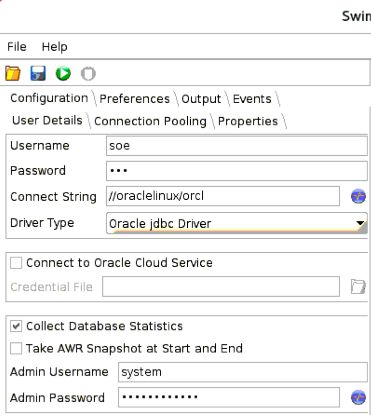 Swin
File Help
Configuration Preferences Output Events
User Details Connection Pooling Properties
Username soe
Password •••
Connect String //oraclelinux/orcl
Driver Type Oracle jdbc Driver
Connect to Oracle Cloud Service
Credential File
Collect Database Statistics
Take AWR Snapshot at Start and End
Admin Username system
Admin Password ••••••••••••